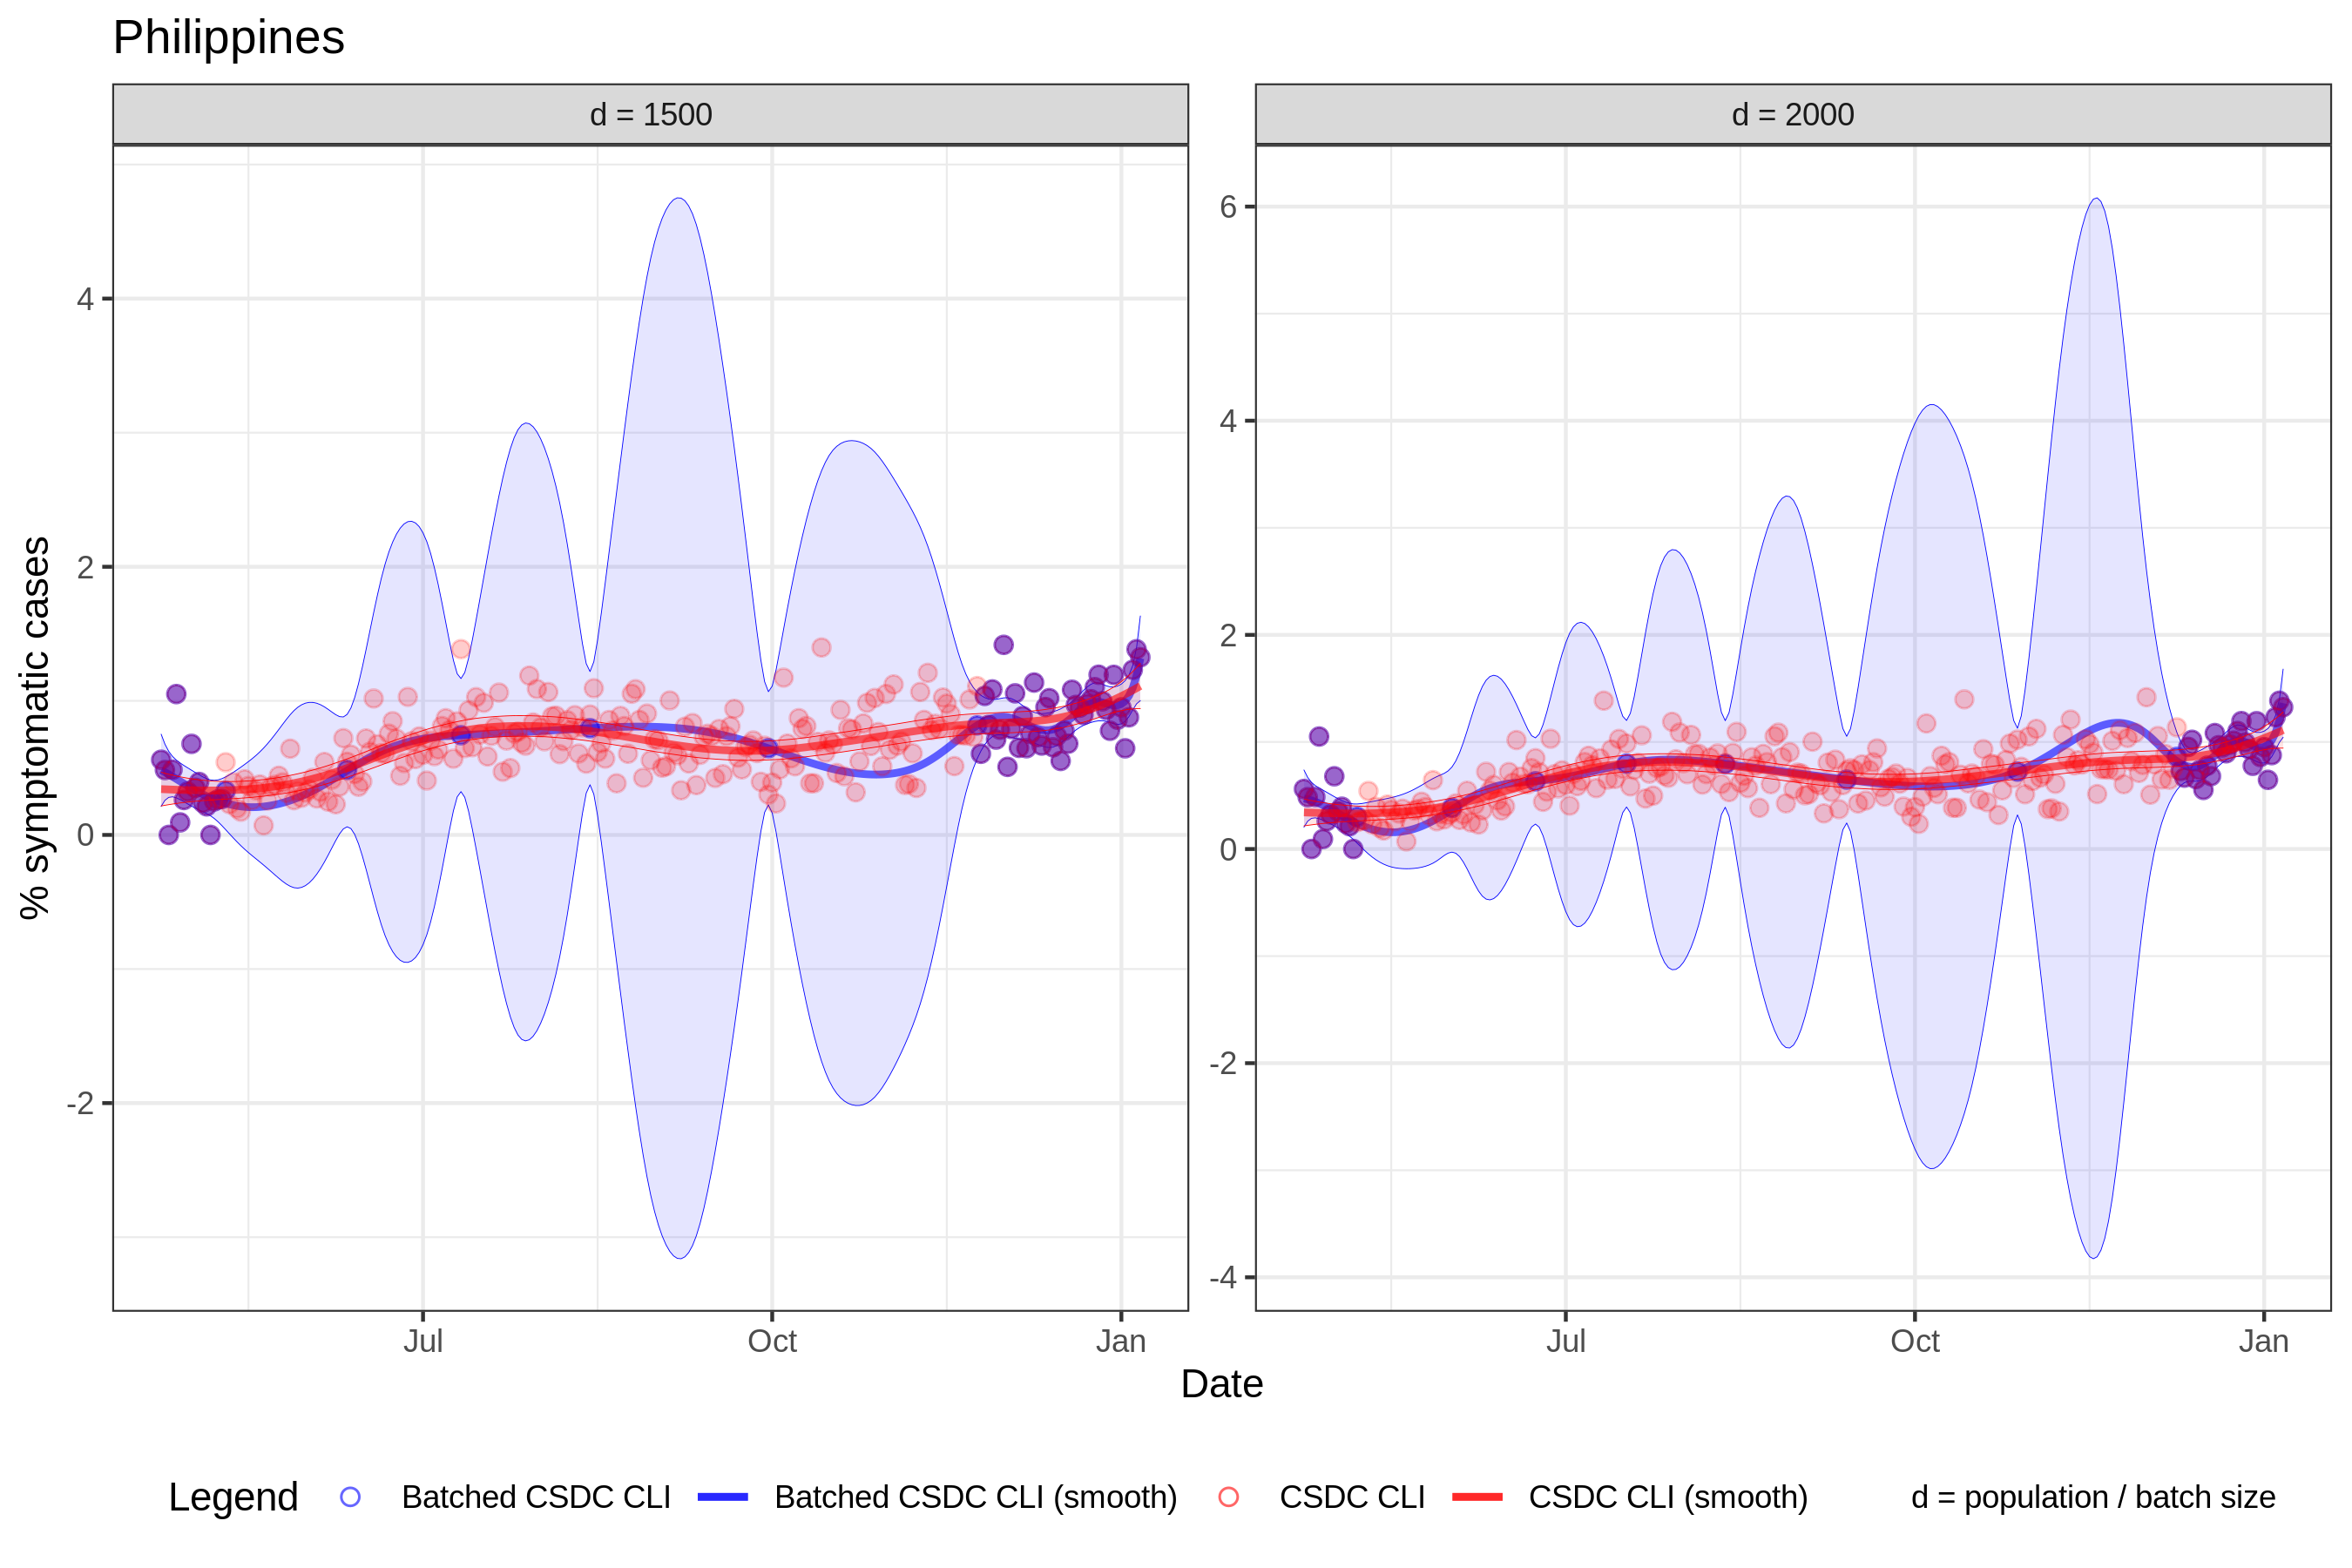 Philippines
d = 1500
d = 2000
% symptomatic cases
4
2
0
-2
6
4
2
0
-2
-4
Jul
Oct
Jan
Jul
Oct
Jan
Date
Legend
Batched CSDC CLI
Batched CSDC CLI (smooth)
CSDC CLI
CSDC CLI (smooth)
d = population / batch size